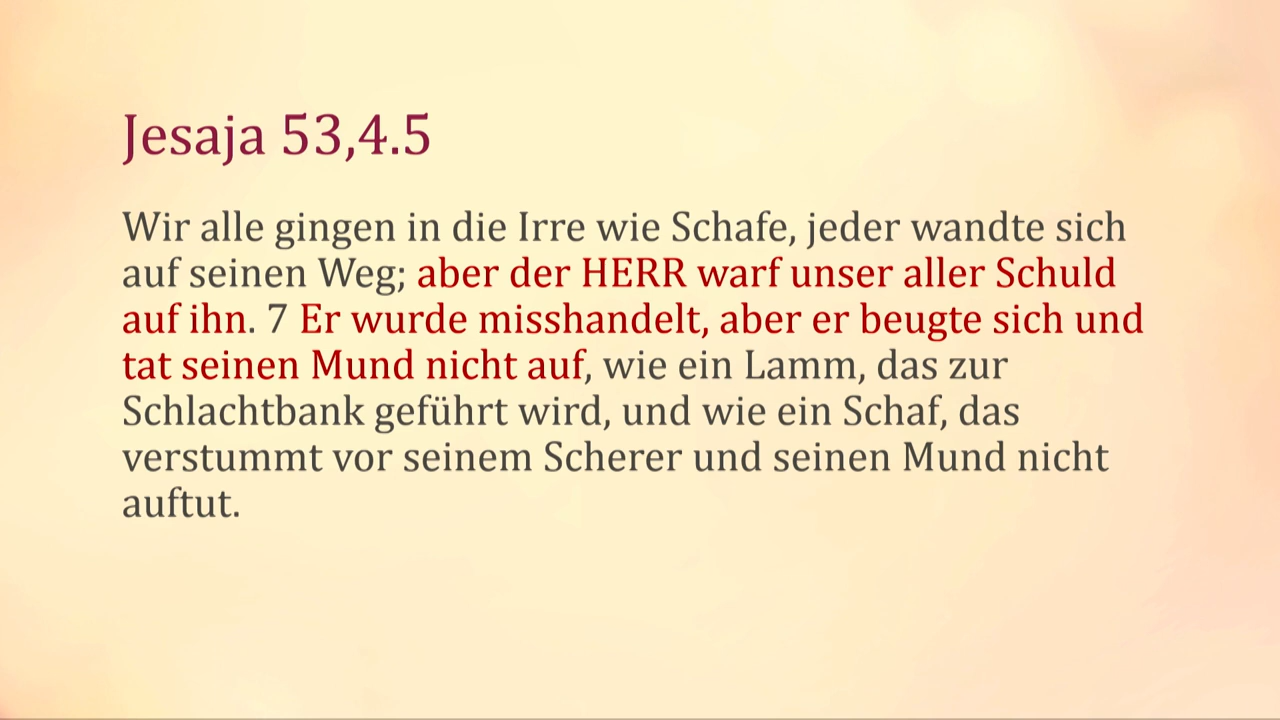 Jesaja 53,4.5
Wir alle gingen in die Irre wie Schafe, jeder wandte sich
auf seinen Weg; aber der HERR warf unser aller Schuld
auf ihn. 7 Er wurde misshandelt, aber er beugte sich und
tat seinen Mund nicht auf, wie ein Lamm, das zur
Schlachtbank geführt wird, und wie ein Schaf, das
verstummt vor seinem Scherer und seinen Mund nicht
auftut.